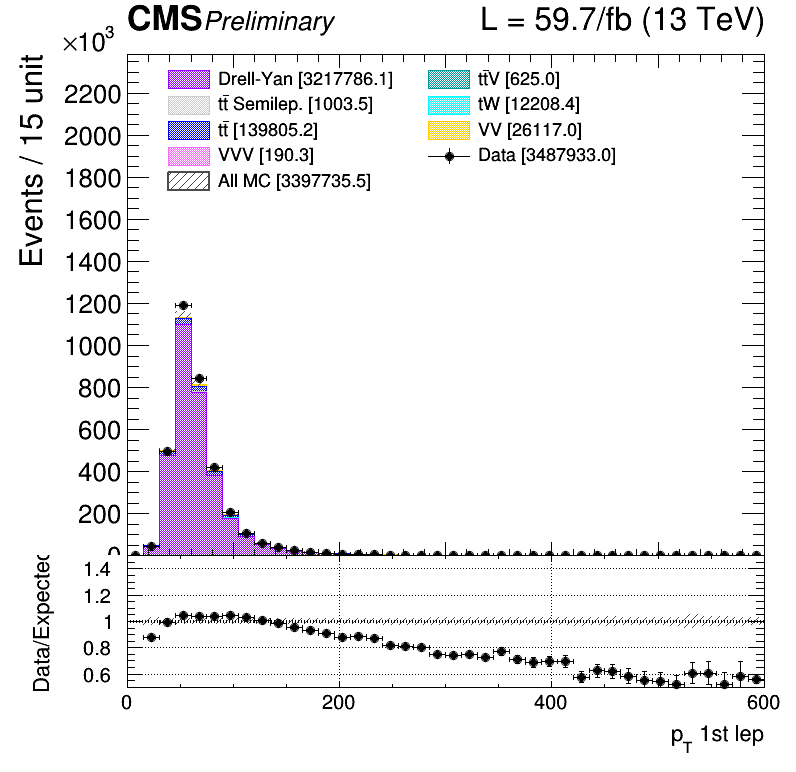 CMS Preliminary L = 59.7/fb (13 TeV)
×10³
Events / 15 unit
Drell-Yan [3217786.1]
tt̄ Semilep. [1003.5]
tt̄ [139805.2]
VVV [190.3]
All MC [3397735.5]
tt̄V [625.0]
tW [12208.4]
VV [26117.0]
Data [3487933.0]
2200
2000
1800
1600
1400
1200
1000
800
600
400
200
0
Data/Expected
1.4
1.2
1
0.8
0.6
0 200 400 600
p_T 1st lep